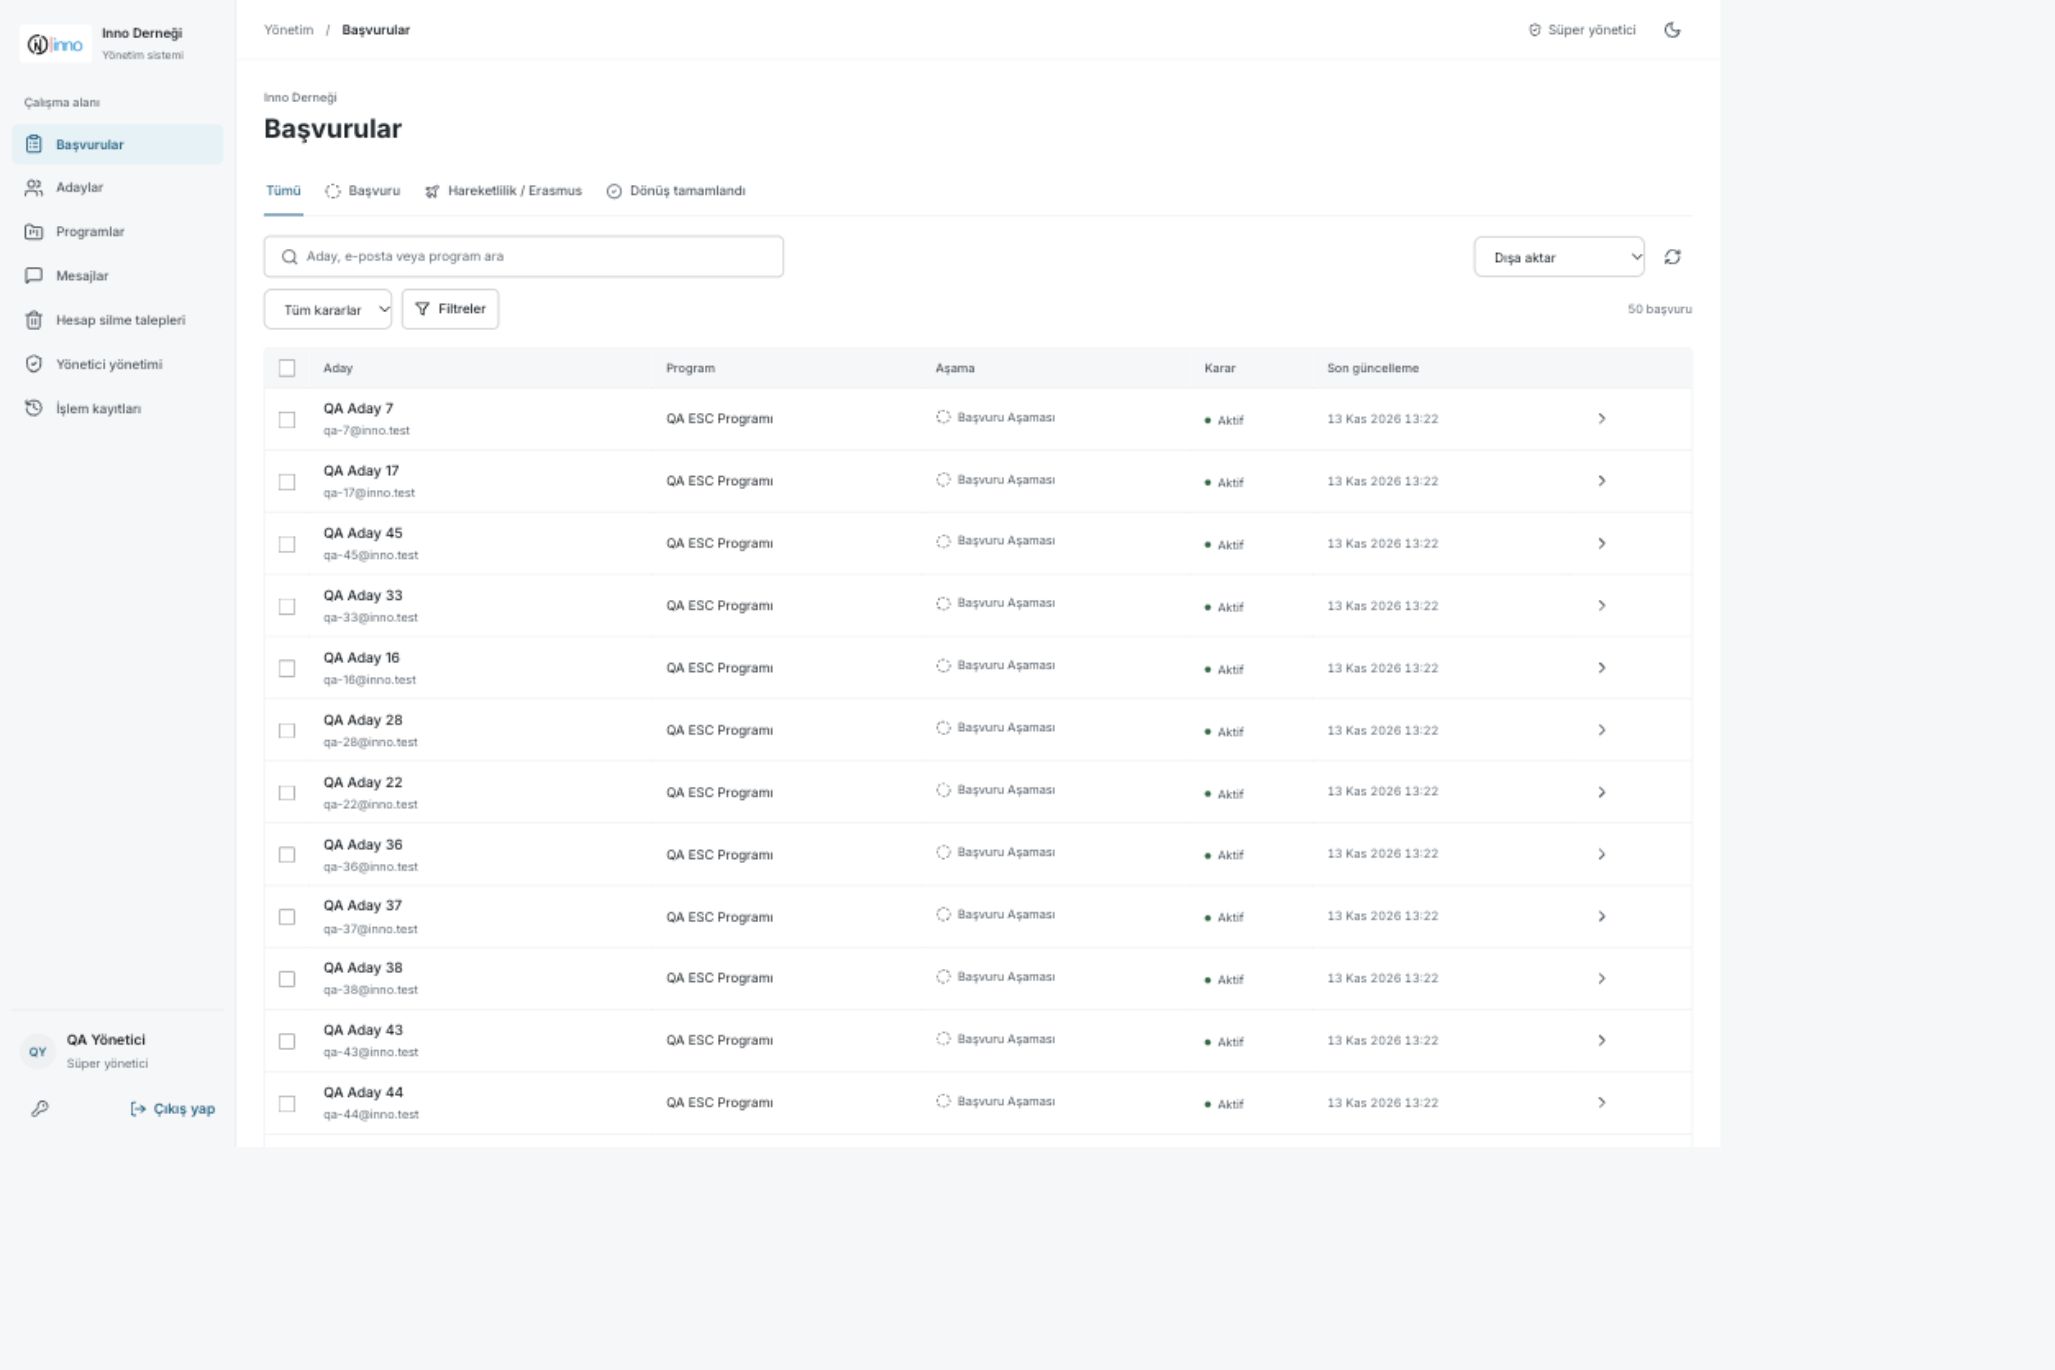 inno
Inno Derneği
Yönetim sistemi
Çalışma alanı
Başvurular
Adaylar
Programlar
Mesajlar
Hesap silme talepleri
Yönetici yönetimi
İşlem kayıtları
QY
QA Yönetici
Süper yönetici
Çıkış yap
Yönetim / Başvurular
Süper yönetici
Inno Derneği
Başvurular
Tümü Başvuru Hareketlilik / Erasmus Dönüş tamamlandı
Aday, e-posta veya program ara
Dışa aktar
Tüm kararlar Filtreler
50 başvuru
Aday Program Aşama Karar Son güncelleme
QA Aday 7
qa-7@inno.test
QA ESC Programı Başvuru Aşaması Aktif 13 Kas 2026 13:22
QA Aday 17
qa-17@inno.test
QA ESC Programı Başvuru Aşaması Aktif 13 Kas 2026 13:22
QA Aday 45
qa-45@inno.test
QA ESC Programı Başvuru Aşaması Aktif 13 Kas 2026 13:22
QA Aday 33
qa-33@inno.test
QA ESC Programı Başvuru Aşaması Aktif 13 Kas 2026 13:22
QA Aday 16
qa-16@inno.test
QA ESC Programı Başvuru Aşaması Aktif 13 Kas 2026 13:22
QA Aday 28
qa-28@inno.test
QA ESC Programı Başvuru Aşaması Aktif 13 Kas 2026 13:22
QA Aday 22
qa-22@inno.test
QA ESC Programı Başvuru Aşaması Aktif 13 Kas 2026 13:22
QA Aday 36
qa-36@inno.test
QA ESC Programı Başvuru Aşaması Aktif 13 Kas 2026 13:22
QA Aday 37
qa-37@inno.test
QA ESC Programı Başvuru Aşaması Aktif 13 Kas 2026 13:22
QA Aday 38
qa-38@inno.test
QA ESC Programı Başvuru Aşaması Aktif 13 Kas 2026 13:22
QA Aday 43
qa-43@inno.test
QA ESC Programı Başvuru Aşaması Aktif 13 Kas 2026 13:22
QA Aday 44
qa-44@inno.test
QA ESC Programı Başvuru Aşaması Aktif 13 Kas 2026 13:22